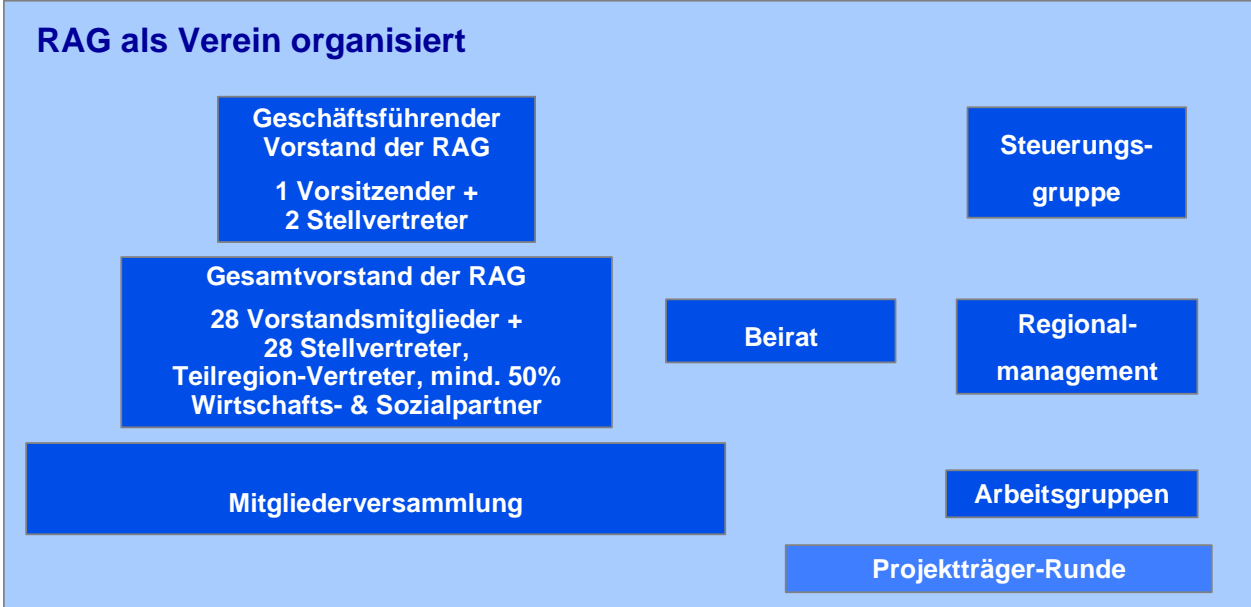 RAG als Verein organisiert
Geschäftsführender
Vorstand der RAG
1 Vorsitzender +
2 Stellvertreter
Steuerungs-
gruppe
Gesamtvorstand der RAG
28 Vorstandsmitglieder +
28 Stellvertreter,
Teilregion-Vertreter, mind. 50%
Wirtschafts- & Sozialpartner
Beirat
Regional-
management
Mitgliederversammlung
Arbeitsgruppen
Projektträger-Runde